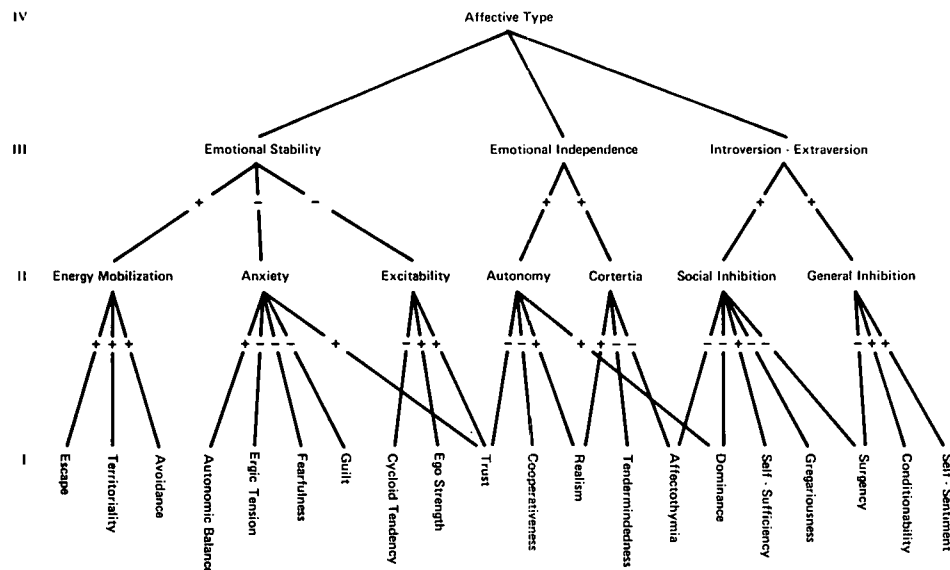 IV Affective Type
III Emotional Stability Emotional Independence Introversion - Extraversion
+ − − + + + +
II Energy Mobilization Anxiety Excitability Autonomy Cortertia Social Inhibition General Inhibition
+ + + + − − − + − + + − − + + + − − − − + − − − + +
I Escape Territoriality Avoidance Autonomic Balance Ergic Tension Fearfulness Guilt Cycloid Tendency Ego Strength Trust Cooperativeness Realism Tendermindedness Affectothymia Dominance Self - Sufficiency Gregariousness Surgency Conditionability Self - Sentiment